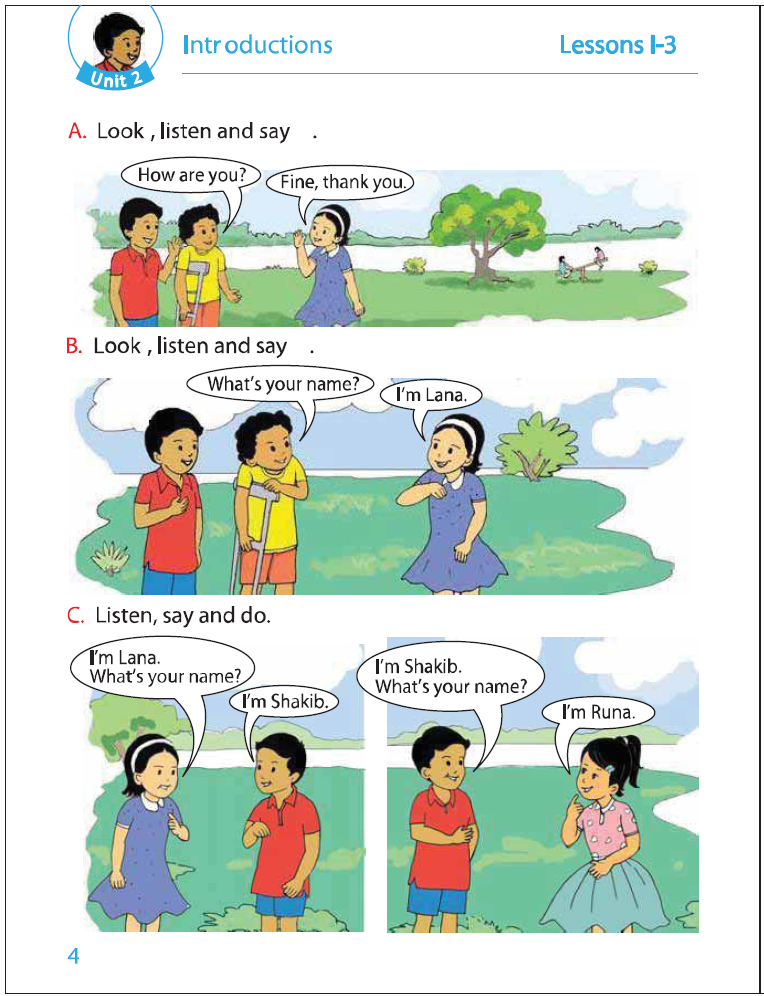 Unit 2
Introductions
Lessons 1-3
A. Look , listen and say .
How are you?
Fine, thank you.
B. Look , listen and say .
What's your name?
I'm Lana.
C. Listen, say and do.
I'm Lana.
What's your name?
I'm Shakib.
I'm Shakib.
What's your name?
I'm Runa.
4